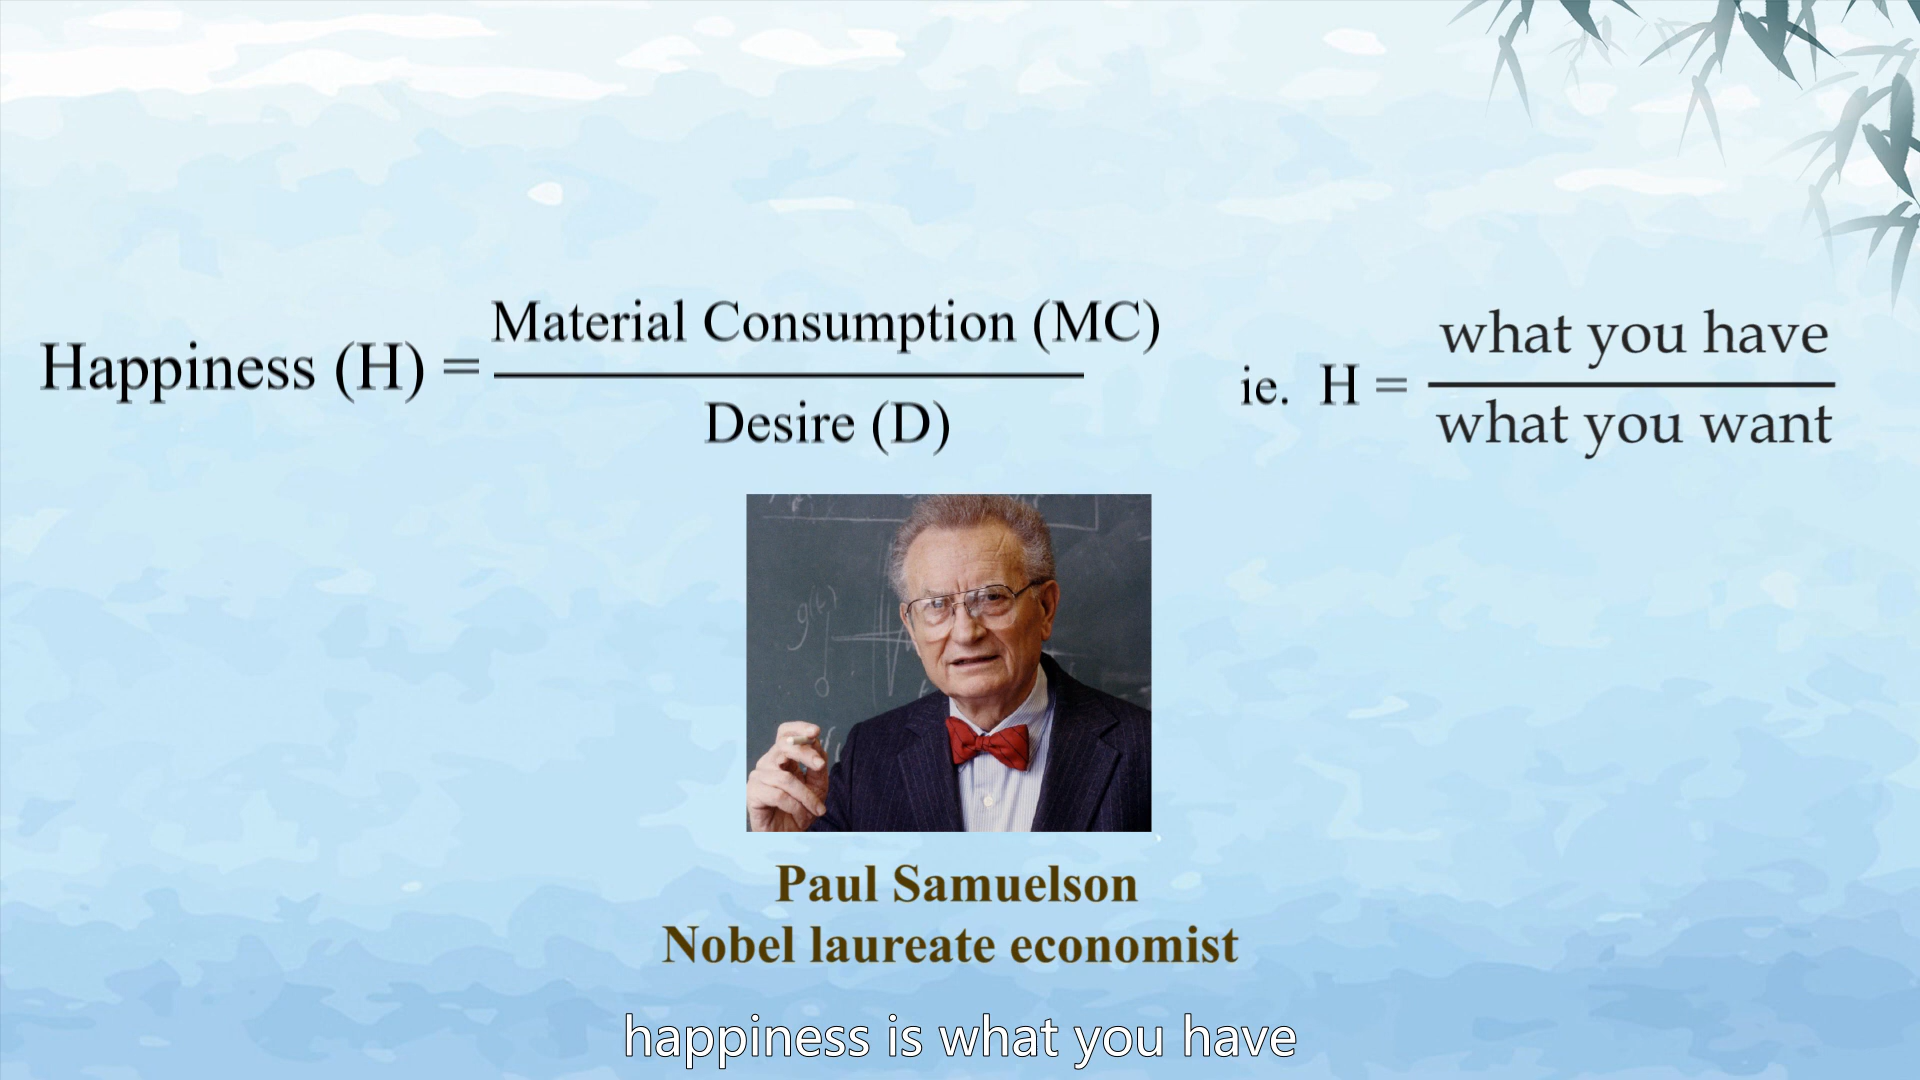 Happiness (H) = Material Consumption (MC)
Desire (D)
ie. H = what you have
what you want
g(t)
Paul Samuelson
Nobel laureate economist
happiness is what you have